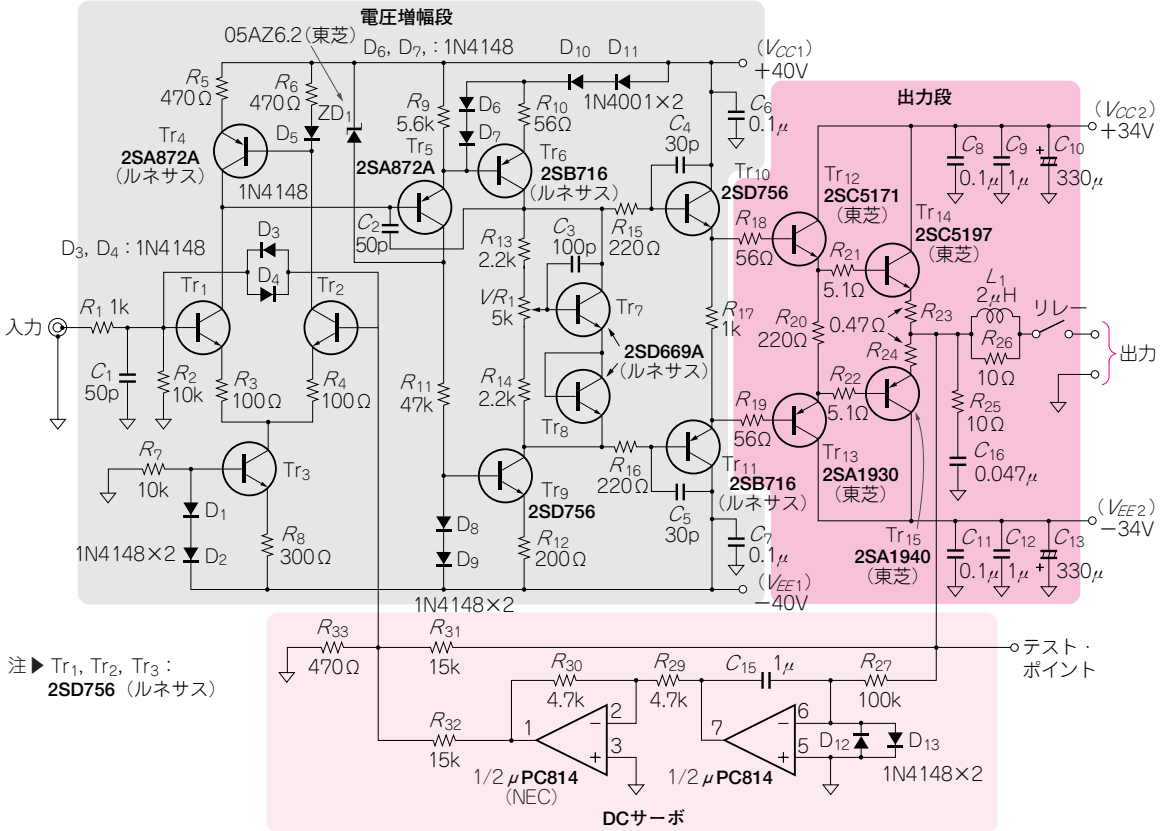 電圧増幅段
05AZ6.2(東芝)
D6, D7, : 1N4148
D10
D11
1N4001×2
(VCC1)
+40V
R5
470Ω
R6
470Ω
ZD1
D5
R9
5.6k
D6
D7
R10
56Ω
C4
30p
C6
0.1μ
Tr4
2SA872A
(ルネサス)
1N4148
Tr5
2SA872A
Tr6
2SB716
(ルネサス)
Tr10
2SD756
C2
50p
R15
220Ω
D3, D4 : 1N4148
D3
D4
R13
2.2k
C3
100p
VR1
5k
Tr7
2SD669A
(ルネサス)
Tr8
R17
1k
入力
R1 1k
C1
50p
R2
10k
Tr1
Tr2
R3
100Ω
R4
100Ω
R11
47k
R14
2.2k
Tr3
R7
10k
D1
D2
1N4148×2
R8
300Ω
D8
D9
1N4148×2
Tr9
2SD756
R12
200Ω
R16
220Ω
C5
30p
Tr11
2SB716
(ルネサス)
C7
0.1μ
(VEE1)
−40V
出力段
(VCC2)
+34V
C8
0.1μ
C9
1μ
C10
+
330μ
Tr12
2SC5171
(東芝)
Tr14
2SC5197
(東芝)
R18
56Ω
R21
5.1Ω
R23
0.47Ω
R24
R20
220Ω
R22
5.1Ω
R19
56Ω
L1
2μH
リレー
R26
10Ω
出力
R25
10Ω
C16
0.047μ
Tr13
2SA1930
(東芝)
Tr15
2SA1940
(東芝)
(VEE2)
−34V
C11
0.1μ
C12
1μ
C13
+
330μ
注▶ Tr1, Tr2, Tr3 :
2SD756 (ルネサス)
R33
470Ω
R31
15k
R30
4.7k
R29
4.7k
C15
1μ
R27
100k
テスト・
ポイント
R32
15k
1
2
−
+
3
7
6
−
+
5
D12
D13
1N4148×2
1/2 μPC814
(NEC)
1/2 μPC814
DCサーボ